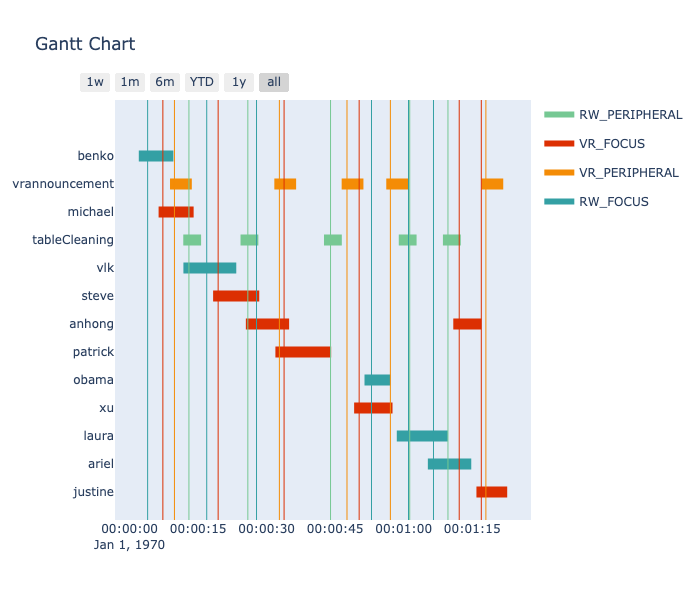 Gantt Chart
1w 1m 6m YTD 1y all
RW_PERIPHERAL
VR_FOCUS
VR_PERIPHERAL
RW_FOCUS
benko
vrannouncement
michael
tableCleaning
vlk
steve
anhong
patrick
obama
xu
laura
ariel
justine
00:00:00 00:00:15 00:00:30 00:00:45 00:01:00 00:01:15
Jan 1, 1970